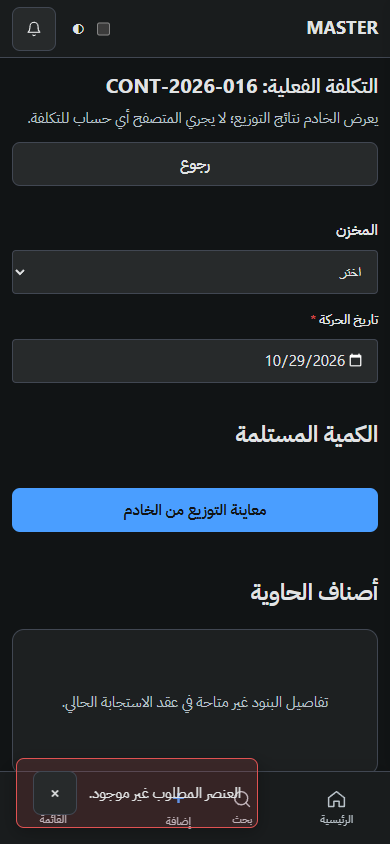 MASTER
التكلفة الفعلية: CONT-2026-016
يعرض الخادم نتائج التوزيع؛ لا يجري المتصفح أي حساب للتكلفة.
رجوع
المخزن
اختر
تاريخ الحركة *
10/29/2026
الكمية المستلمة
معاينة التوزيع من الخادم
أصناف الحاوية
تفاصيل البنود غير متاحة في عقد الاستجابة الحالي.
العنصر المطلوب غير موجود.
×
الرئيسية
بحث
إضافة
القائمة